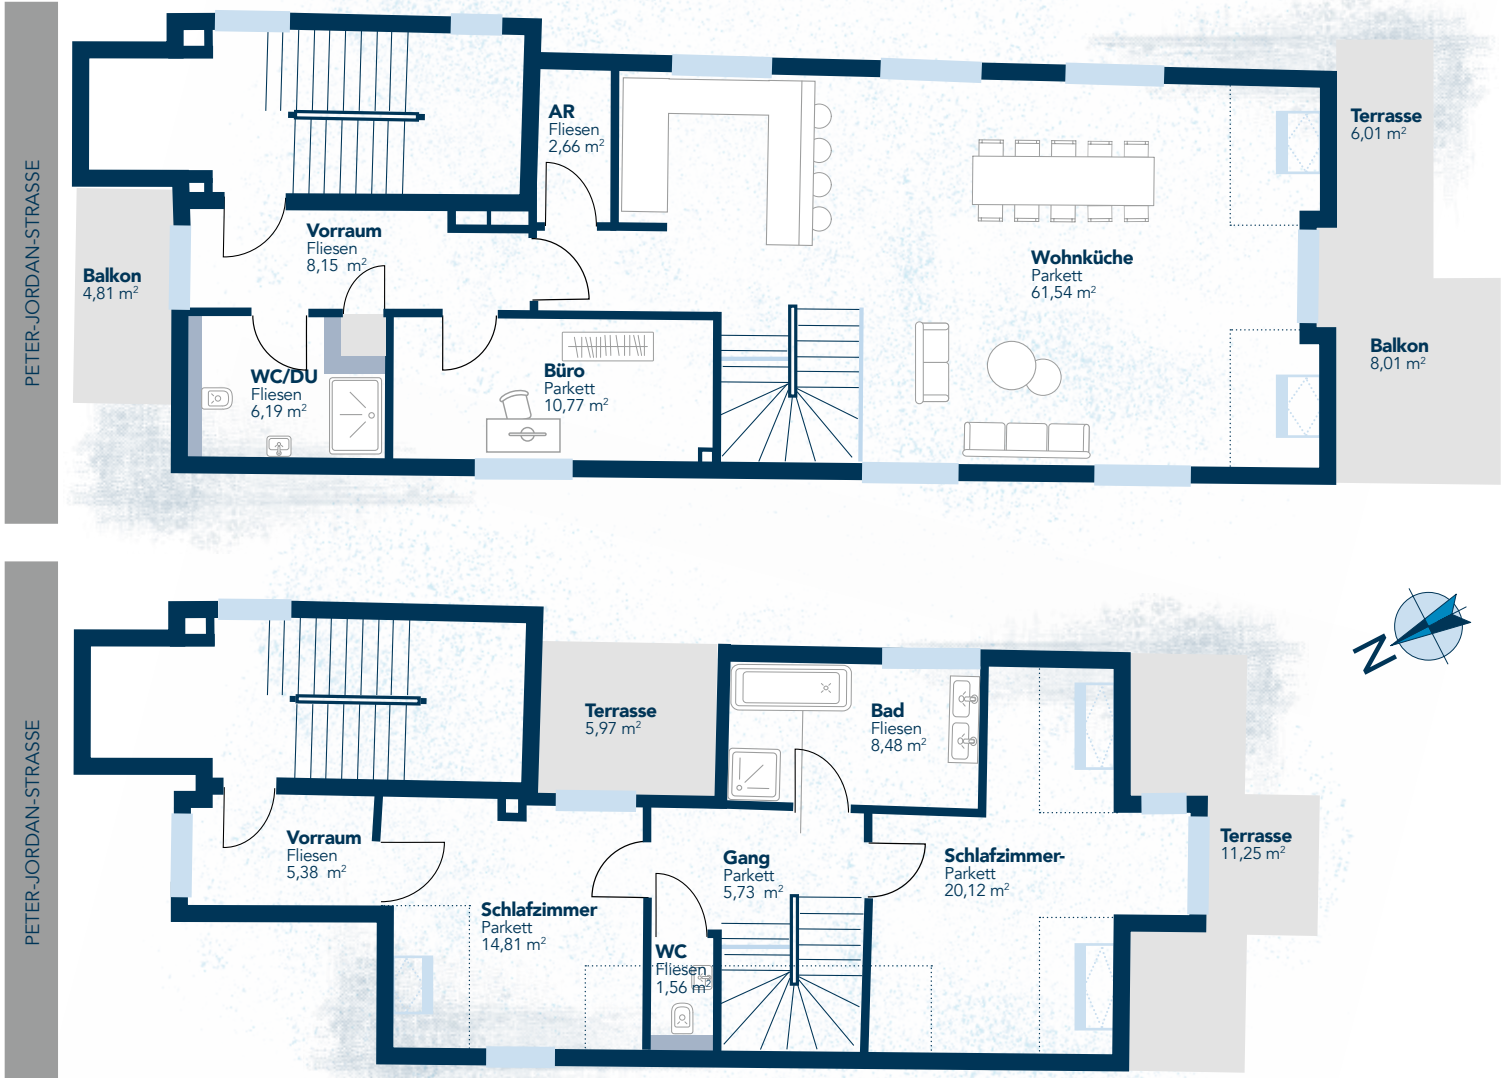 PETER-JORDAN-STRASSE
AR
Fliesen
2,66 m²
Terrasse
6,01 m²
Vorraum
Fliesen
8,15 m²
Balkon
4,81 m²
Wohnküche
Parkett
61,54 m²
Balkon
8,01 m²
WC/DU
Fliesen
6,19 m²
Büro
Parkett
10,77 m²
PETER-JORDAN-STRASSE
N
Terrasse
5,97 m²
Bad
Fliesen
8,48 m²
Vorraum
Fliesen
5,38 m²
Gang
Parkett
5,73 m²
Schlafzimmer-
Parkett
20,12 m²
Terrasse
11,25 m²
Schlafzimmer
Parkett
14,81 m²
WC
Fliesen
1,56 m²